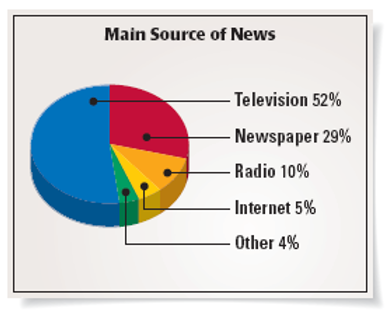 Main Source of News
Television 52%
Newspaper 29%
Radio 10%
Internet 5%
Other 4%